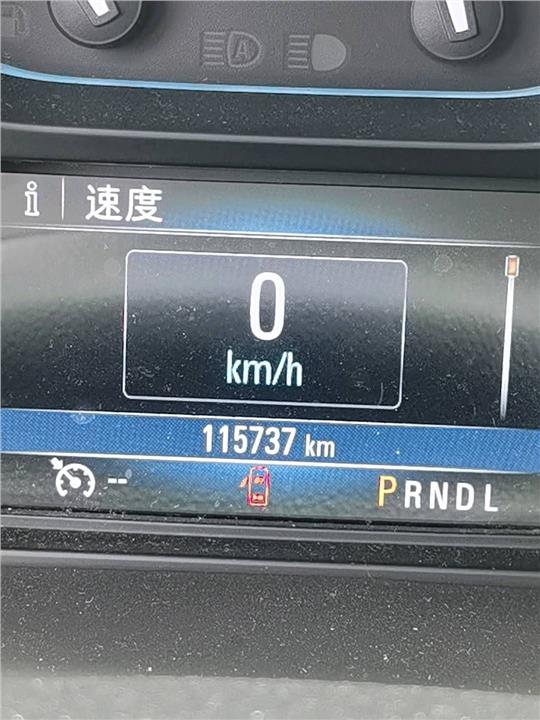 A
i 速度
0
km/h
115737 km
--
PRNDL